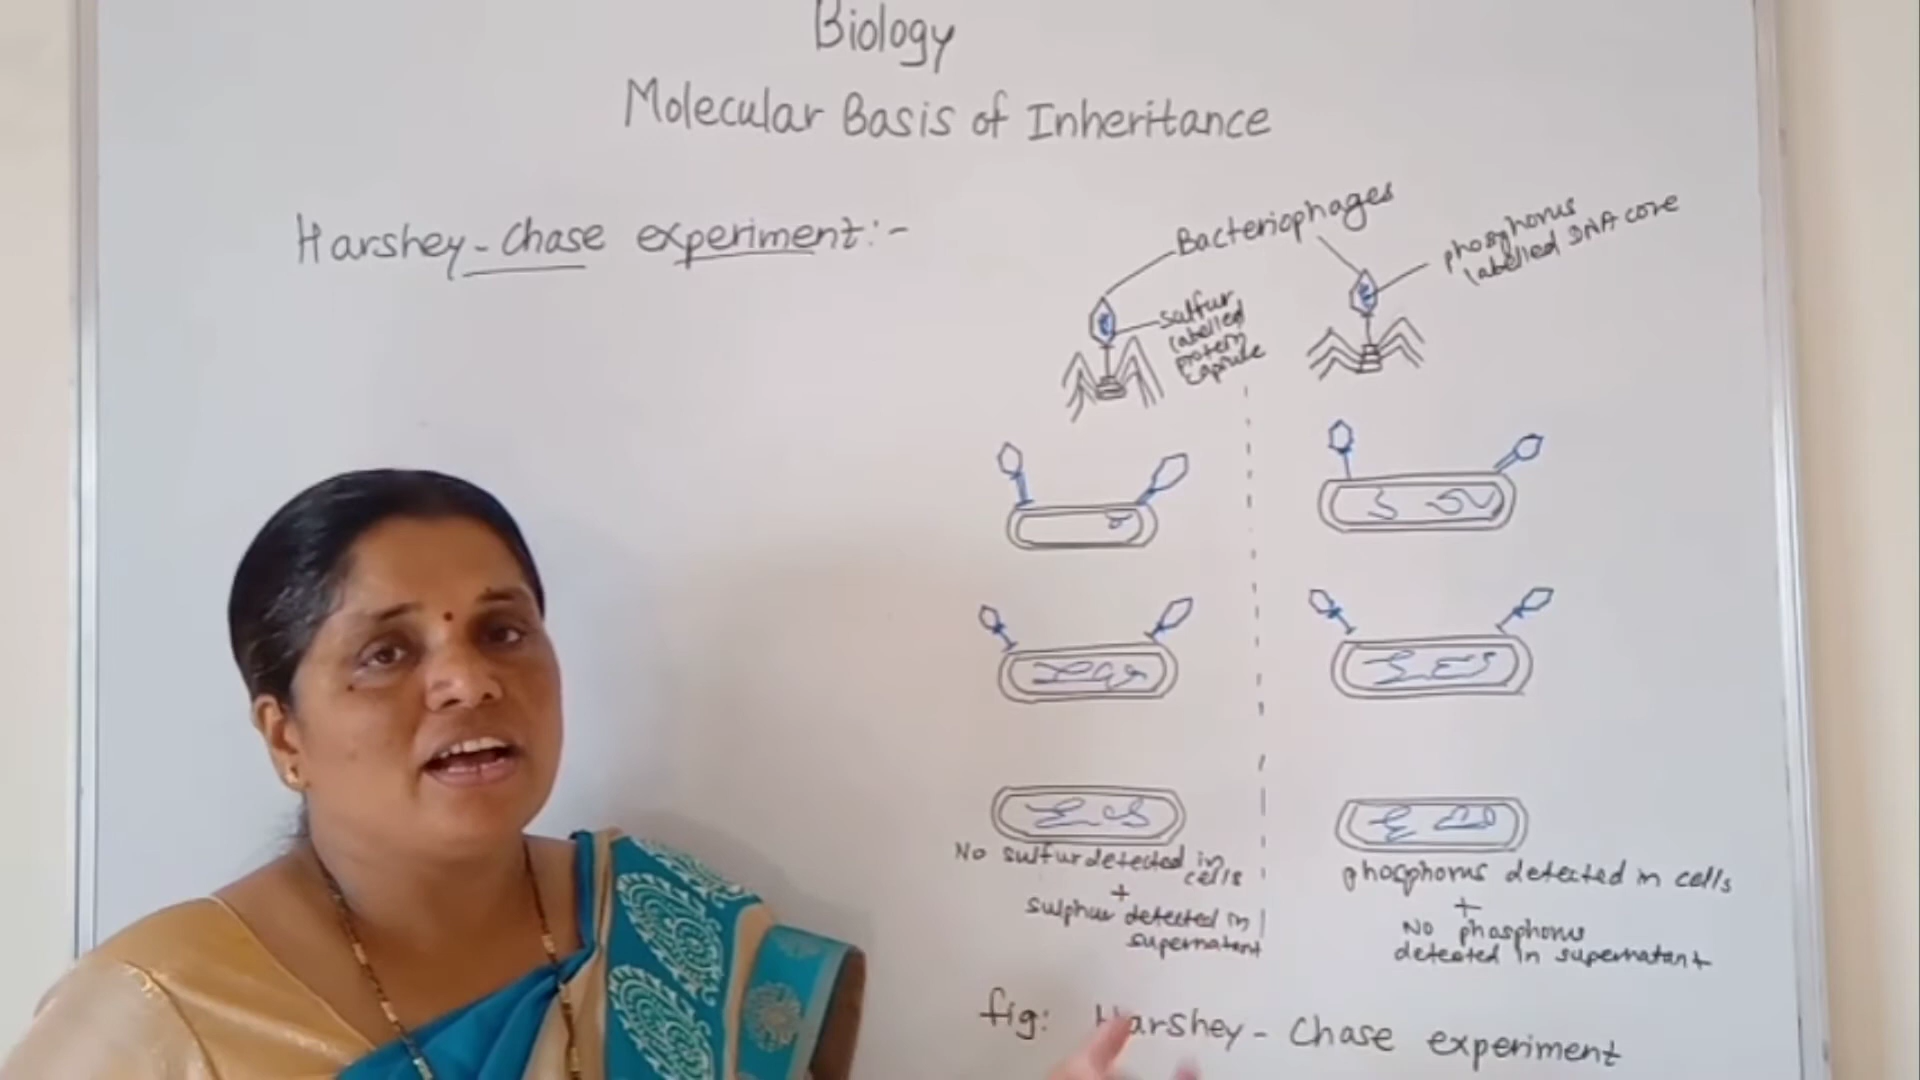 Biology
Molecular Basis of Inheritance
Harshey - Chase experiment:-
Bacteriophages
phosphorus
labelled DNA core
sulfur
labelled
protein
capsule
No sulfur detected in
cells
+
sulphur detected in
supernatant
phosphorus detected in cells
+
No phosphorus
detected in supernatant
fig: Harshey - Chase experiment